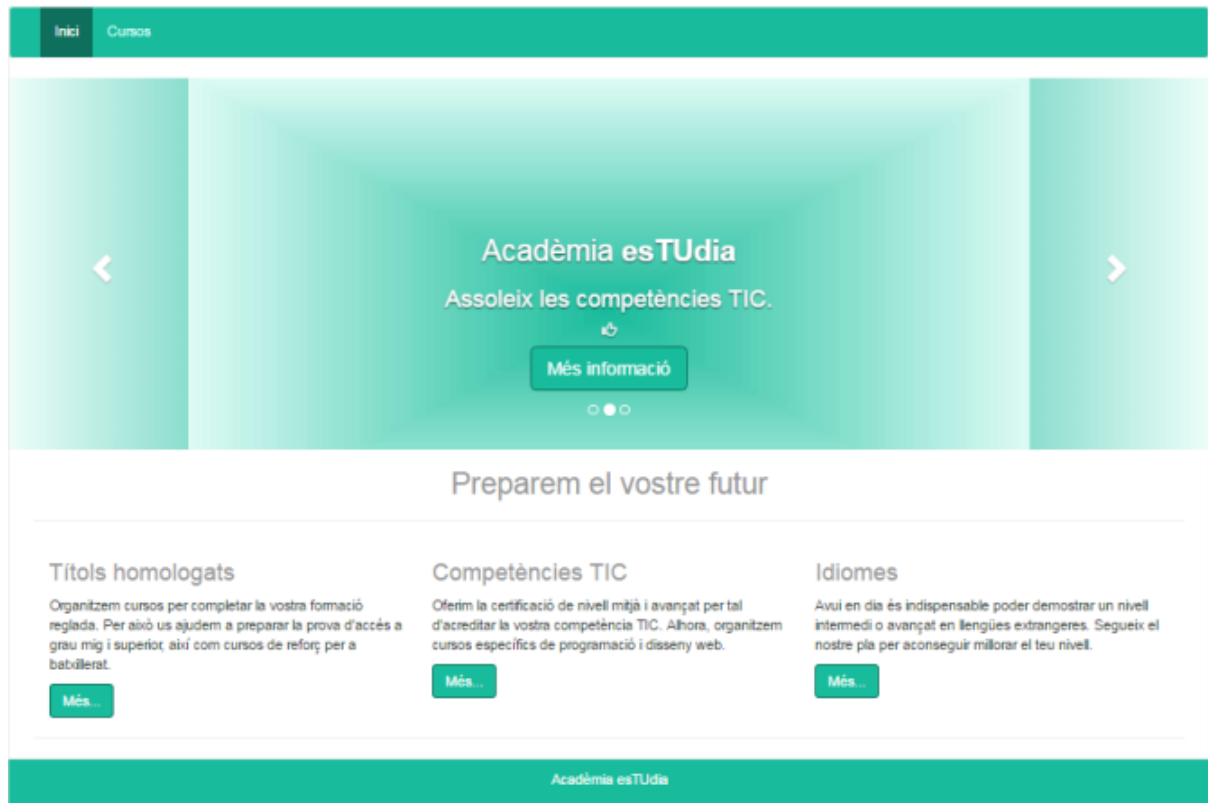 Inici Cursos
Acadèmia esTUdia
Assoleix les competències TIC.
Més informació
Preparem el vostre futur
Títols homologats
Organitzem cursos per completar la vostra formació
reglada. Per això us ajudem a preparar la prova d'accés a
grau mig i superior, així com cursos de reforç per a
batxillerat.
Més...
Competències TIC
Oferim la certificació de nivell mitjà i avançat per tal
d'acreditar la vostra competència TIC. Alhora, organitzem
cursos específics de programació i disseny web.
Més...
Idiomes
Avui en dia és indispensable poder demostrar un nivell
intermedi o avançat en llengües extrangeres. Segueix el
nostre pla per aconseguir millorar el teu nivell.
Més...
Acadèmia esTUdia